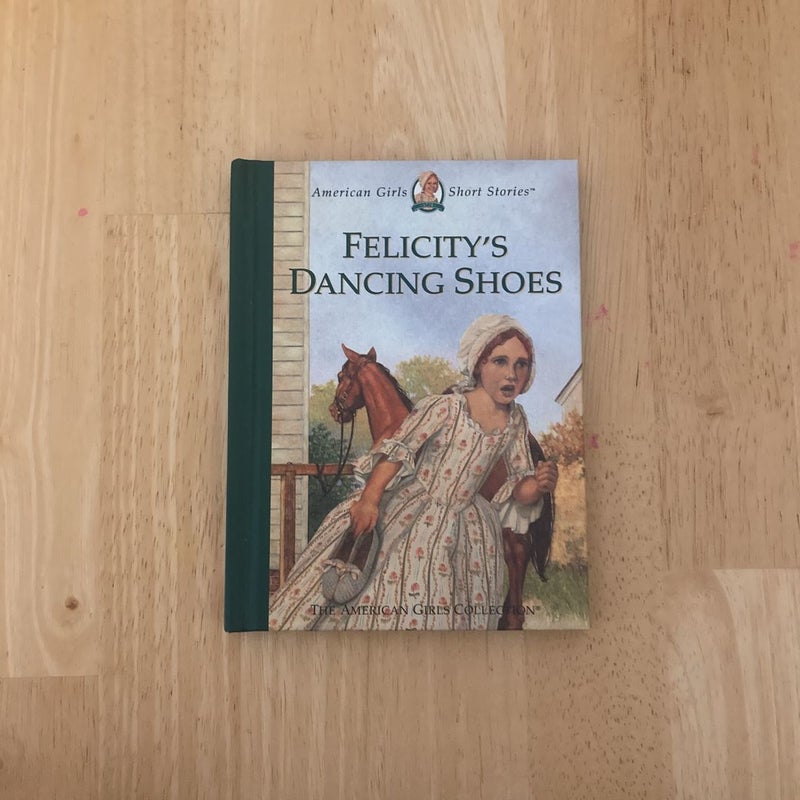 American Girls Short Stories™
FELICITY'S
DANCING SHOES
THE AMERICAN GIRLS COLLECTION™